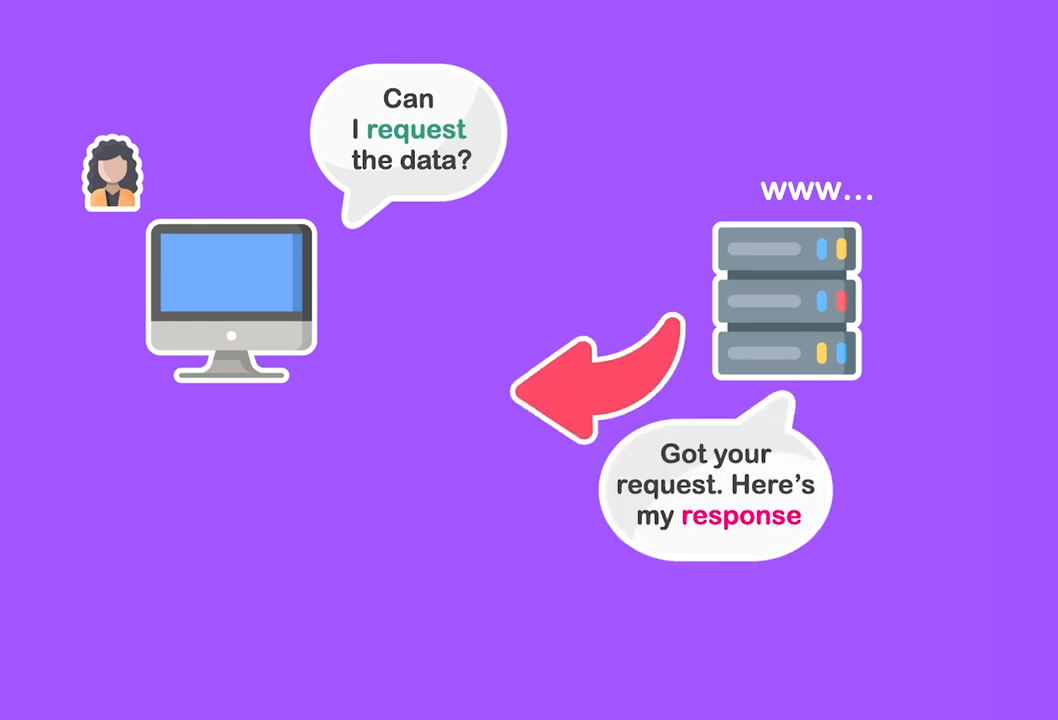 Can
I request
the data?
www...
Got your
request. Here's
my response